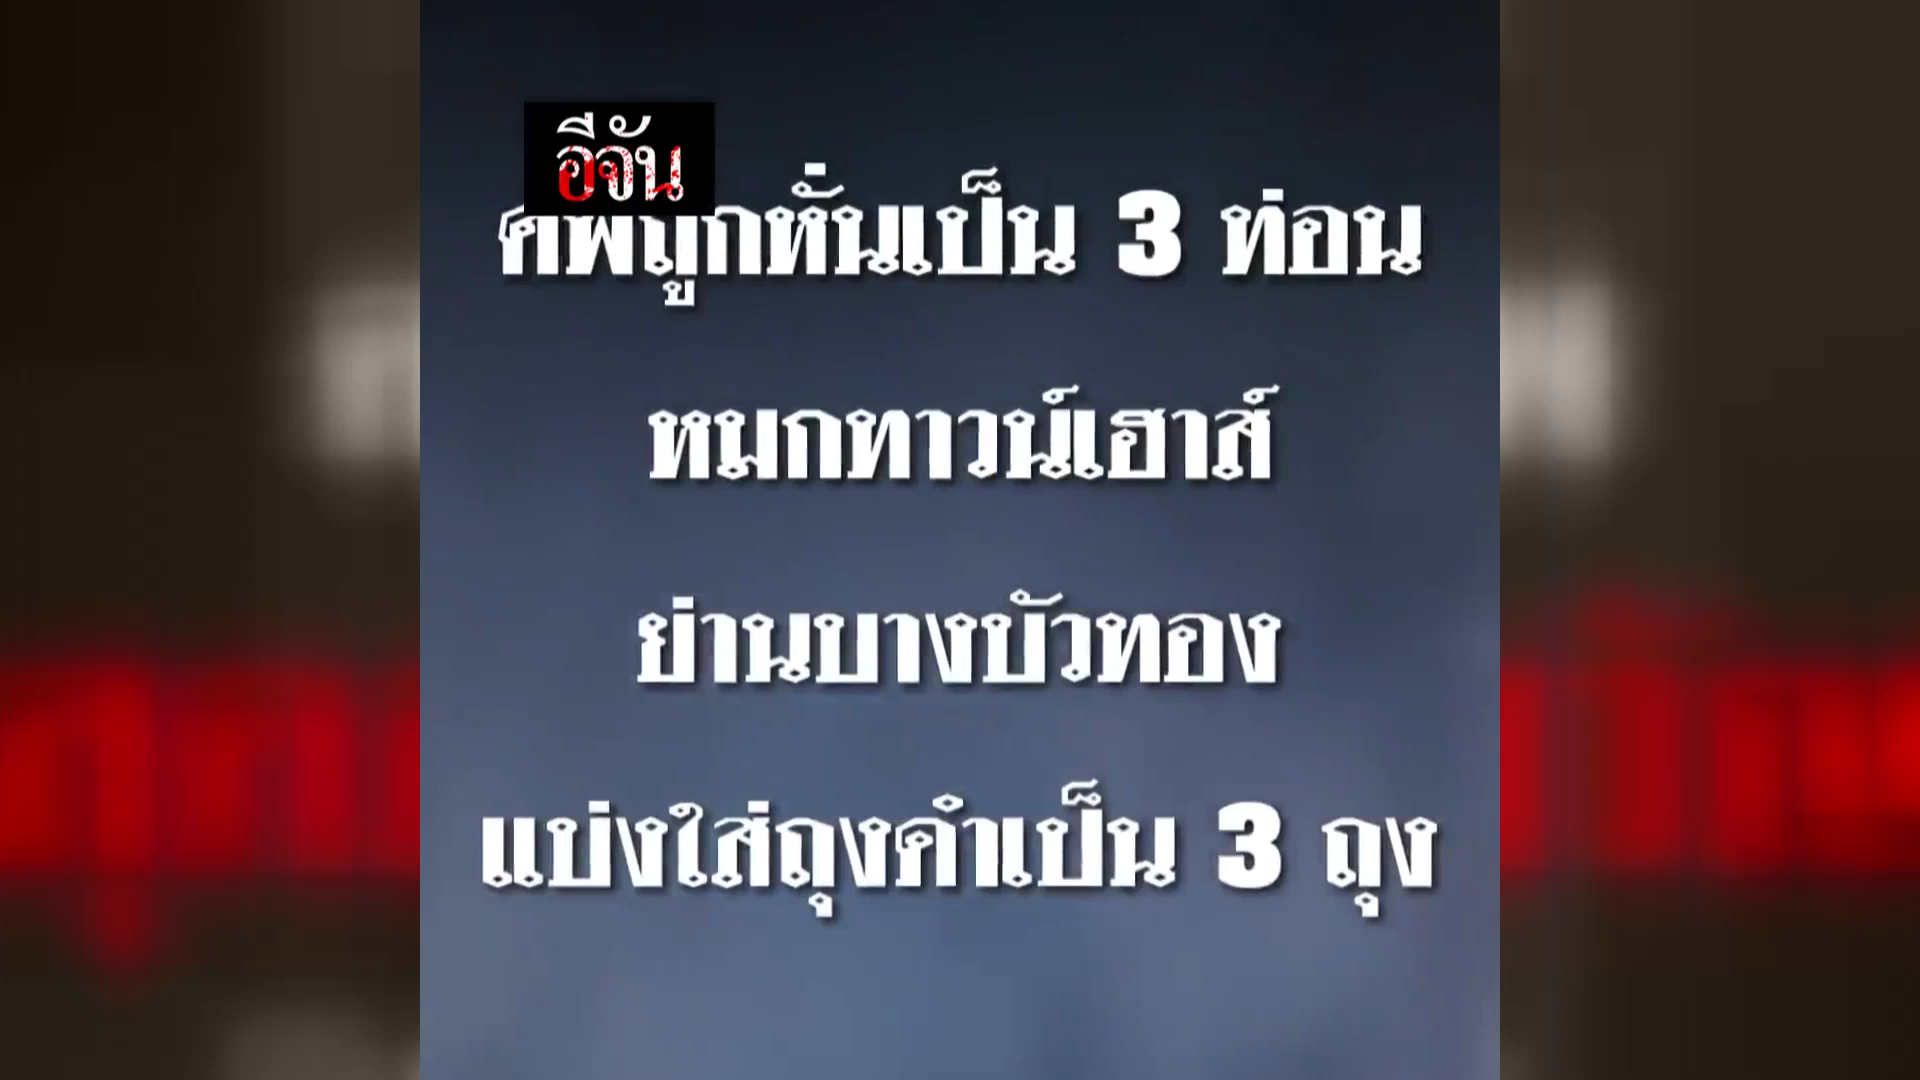 อีจัน
ศพถูกหั่นเป็น 3 ท่อน
หมกทาวน์เฮาส์
ย่านบางบัวทอง
แบ่งใส่ถุงดำเป็น 3 ถุง